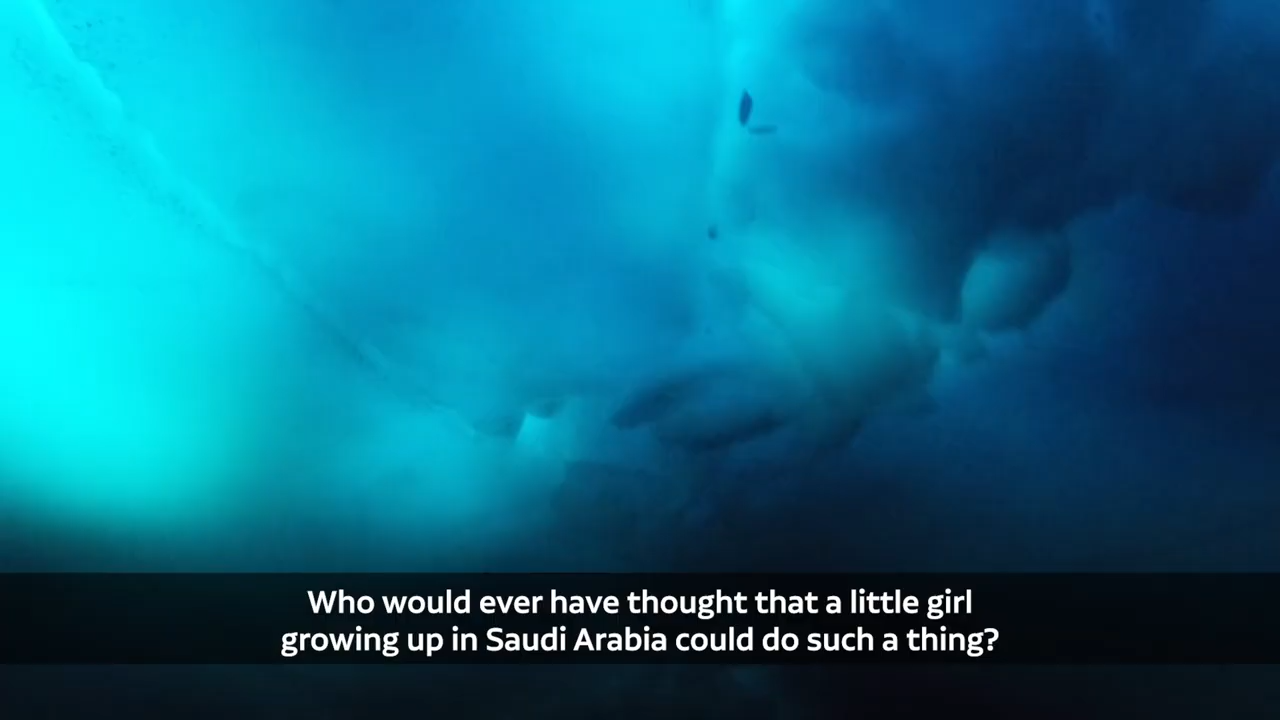 Who would ever have thought that a little girl
growing up in Saudi Arabia could do such a thing?